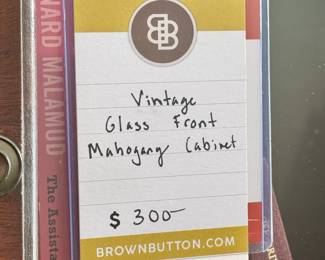 NARD MALAMUD
The Assista
BB
Vintage
Glass Front
Mahogany Cabinet
$ 300-
BROWNBUTTON.COM